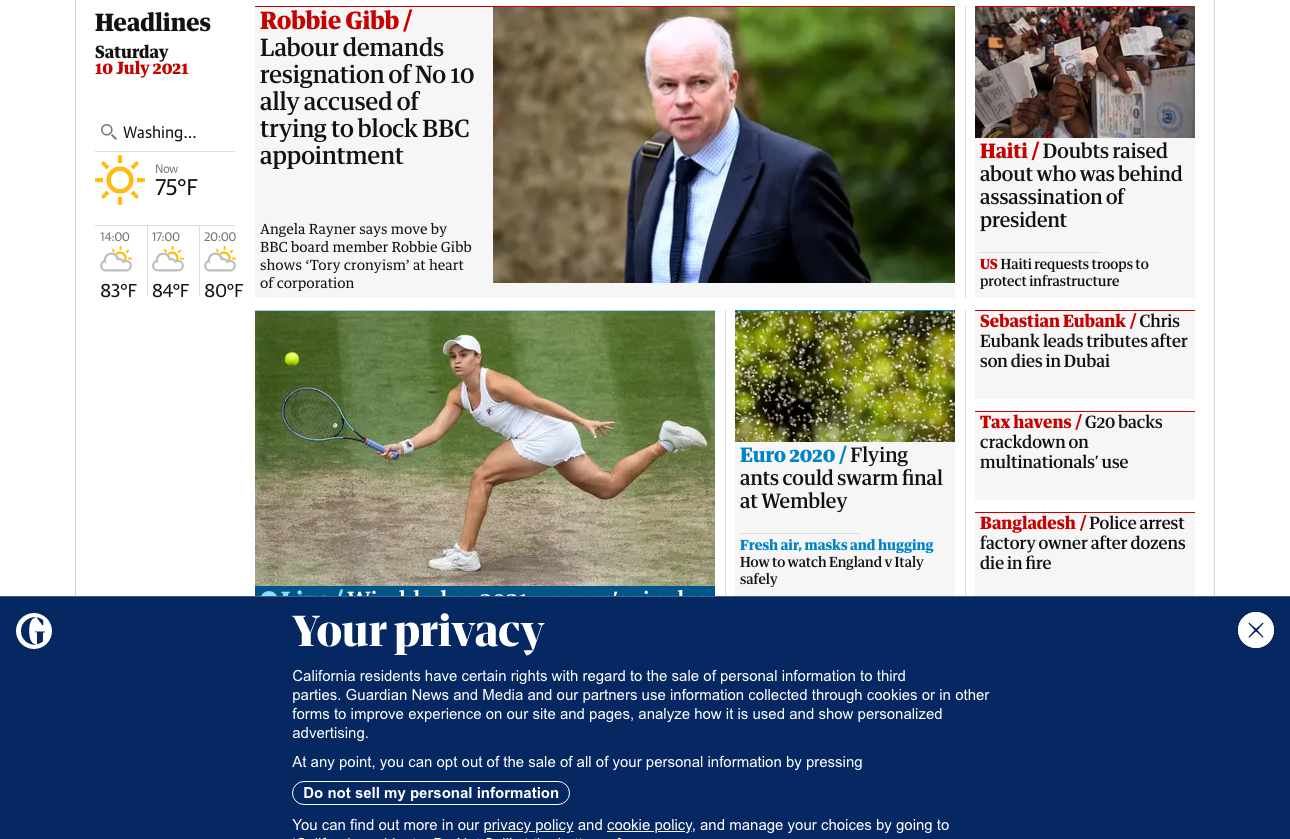 Headlines
Saturday
10 July 2021
Washing...
Now
75°F
14:00
17:00
20:00
83°F
84°F
80°F
Robbie Gibb /
Labour demands
resignation of No 10
ally accused of
trying to block BBC
appointment
Angela Rayner says move by
BBC board member Robbie Gibb
shows ‘Tory cronyism’ at heart
of corporation
Haiti / Doubts raised
about who was behind
assassination of
president
US Haiti requests troops to
protect infrastructure
Euro 2020 / Flying
ants could swarm final
at Wembley
Fresh air, masks and hugging
How to watch England v Italy
safely
Sebastian Eubank / Chris
Eubank leads tributes after
son dies in Dubai
Tax havens / G20 backs
crackdown on
multinationals’ use
Bangladesh / Police arrest
factory owner after dozens
die in fire
G
Your privacy
California residents have certain rights with regard to the sale of personal information to third
parties. Guardian News and Media and our partners use information collected through cookies or in other
forms to improve experience on our site and pages, analyze how it is used and show personalized
advertising.
At any point, you can opt out of the sale of all of your personal information by pressing
Do not sell my personal information
You can find out more in our privacy policy and cookie policy, and manage your choices by going to